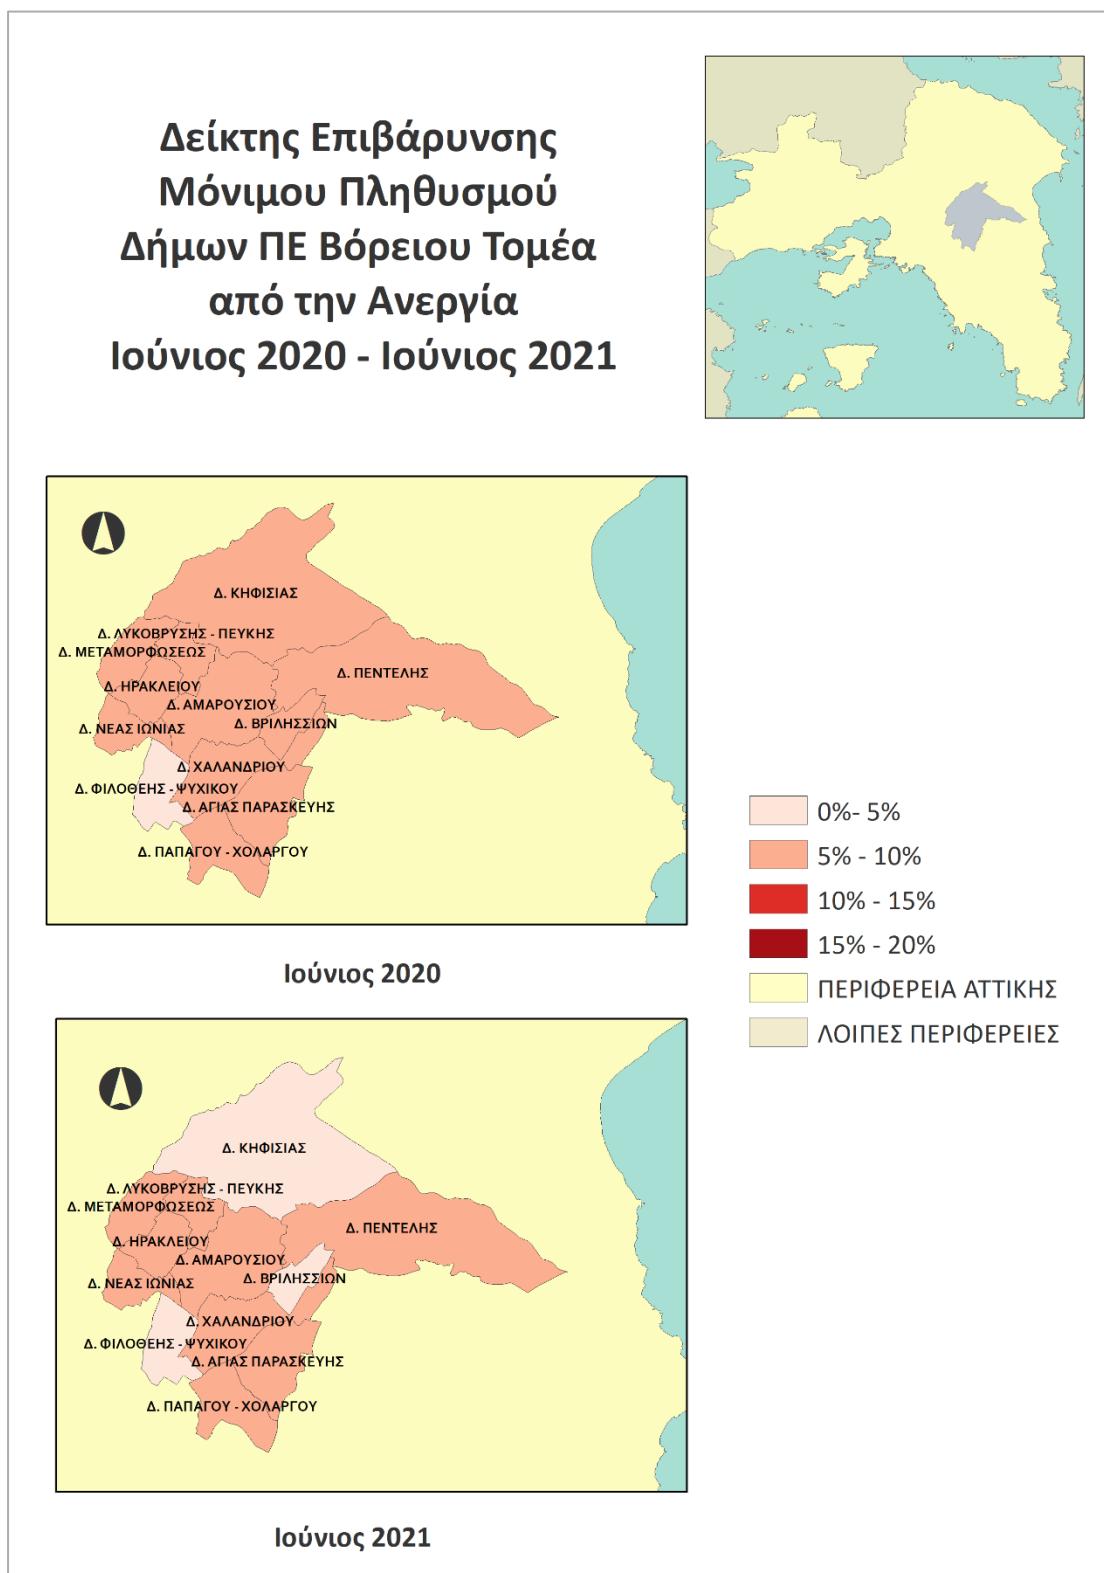 Δείκτης Επιβάρυνσης
Μόνιμου Πληθυσμού
Δήμων ΠΕ Βόρειου Τομέα
από την Ανεργία
Ιούνιος 2020 - Ιούνιος 2021
Δ. ΚΗΦΙΣΙΑΣ
Δ. ΛΥΚΟΒΡΥΣΗΣ - ΠΕΥΚΗΣ
Δ. ΜΕΤΑΜΟΡΦΩΣΕΩΣ
Δ. ΠΕΝΤΕΛΗΣ
Δ. ΗΡΑΚΛΕΙΟΥ
Δ. ΑΜΑΡΟΥΣΙΟΥ
Δ. ΒΡΙΛΗΣΣΙΩΝ
Δ. ΝΕΑΣ ΙΩΝΙΑΣ
Δ. ΧΑΛΑΝΔΡΙΟΥ
Δ. ΦΙΛΟΘΕΗΣ - ΨΥΧΙΚΟΥ
Δ. ΑΓΙΑΣ ΠΑΡΑΣΚΕΥΗΣ
Δ. ΠΑΠΑΓΟΥ - ΧΟΛΑΡΓΟΥ
Ιούνιος 2020
0%- 5%
5% - 10%
10% - 15%
15% - 20%
ΠΕΡΙΦΕΡΕΙΑ ΑΤΤΙΚΗΣ
ΛΟΙΠΕΣ ΠΕΡΙΦΕΡΕΙΕΣ
Δ. ΚΗΦΙΣΙΑΣ
Δ. ΛΥΚΟΒΡΥΣΗΣ - ΠΕΥΚΗΣ
Δ. ΜΕΤΑΜΟΡΦΩΣΕΩΣ
Δ. ΠΕΝΤΕΛΗΣ
Δ. ΗΡΑΚΛΕΙΟΥ
Δ. ΑΜΑΡΟΥΣΙΟΥ
Δ. ΒΡΙΛΗΣΣΙΩΝ
Δ. ΝΕΑΣ ΙΩΝΙΑΣ
Δ. ΧΑΛΑΝΔΡΙΟΥ
Δ. ΦΙΛΟΘΕΗΣ - ΨΥΧΙΚΟΥ
Δ. ΑΓΙΑΣ ΠΑΡΑΣΚΕΥΗΣ
Δ. ΠΑΠΑΓΟΥ - ΧΟΛΑΡΓΟΥ
Ιούνιος 2021